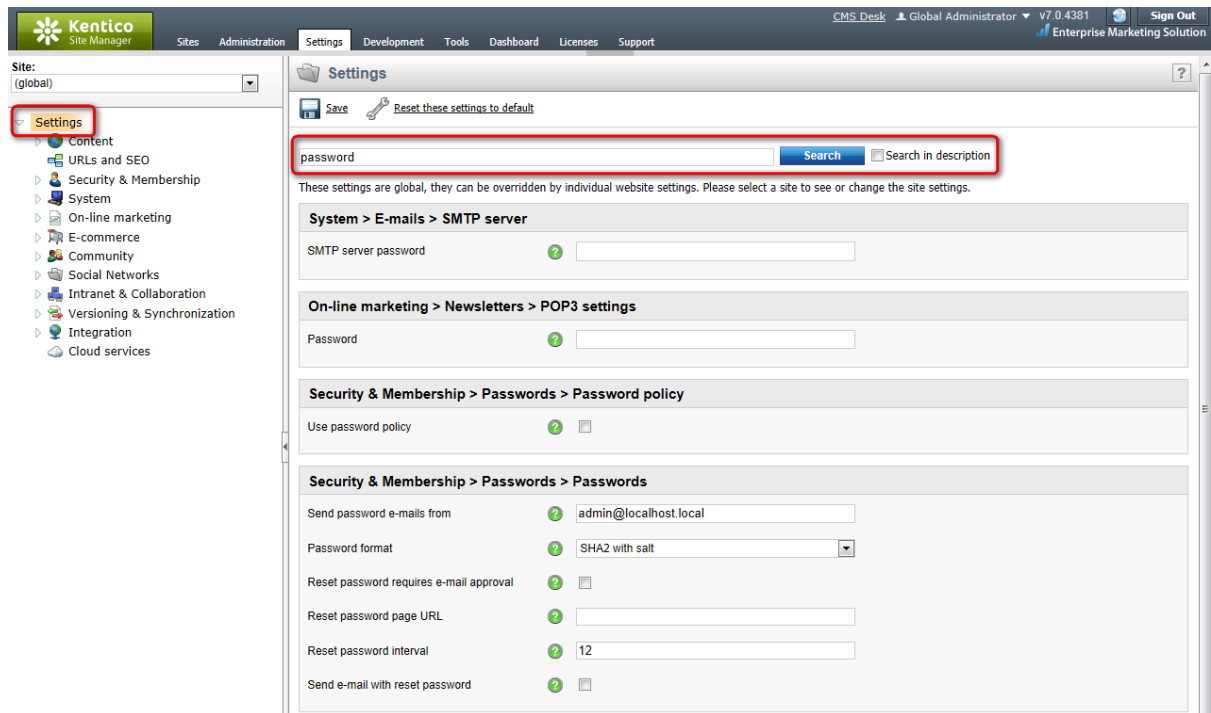 CMS Desk Global Administrator v7.0.4381 Sign Out
Kentico
Site Manager
Sites Administration Settings Development Tools Dashboard Licenses Support
Enterprise Marketing Solution
Site:
(global)
Settings
Content
URLs and SEO
Security & Membership
System
On-line marketing
E-commerce
Community
Social Networks
Intranet & Collaboration
Versioning & Synchronization
Integration
Cloud services
Settings ?
Save Reset these settings to default
password Search Search in description
These settings are global, they can be overridden by individual website settings. Please select a site to see or change the site settings.
System > E-mails > SMTP server
SMTP server password ?
On-line marketing > Newsletters > POP3 settings
Password ?
Security & Membership > Passwords > Password policy
Use password policy ?
Security & Membership > Passwords > Passwords
Send password e-mails from ? admin@localhost.local
Password format ? SHA2 with salt
Reset password requires e-mail approval ?
Reset password page URL ?
Reset password interval ? 12
Send e-mail with reset password ?